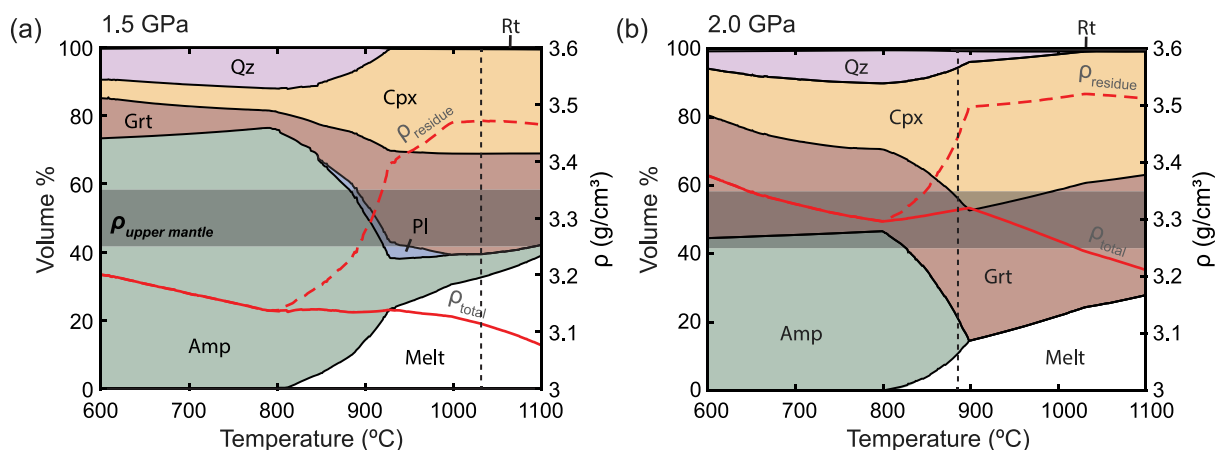 (a)
1.5 GPa
Rt
100
80
60
40
20
0
Volume %
Qz
Cpx
Grt
ρresidue
ρupper mantle
Pl
ρtotal
Amp
Melt
3.6
3.5
3.4
3.3
3.2
3.1
3
ρ (g/cm³)
600 700 800 900 1000 1100
Temperature (ºC)
(b)
2.0 GPa
Rt
100
80
60
40
20
0
Volume %
Qz
ρresidue
Cpx
ρtotal
Grt
Amp
Melt
3.6
3.5
3.4
3.3
3.2
3.1
3
ρ (g/cm³)
600 700 800 900 1000 1100
Temperature (ºC)